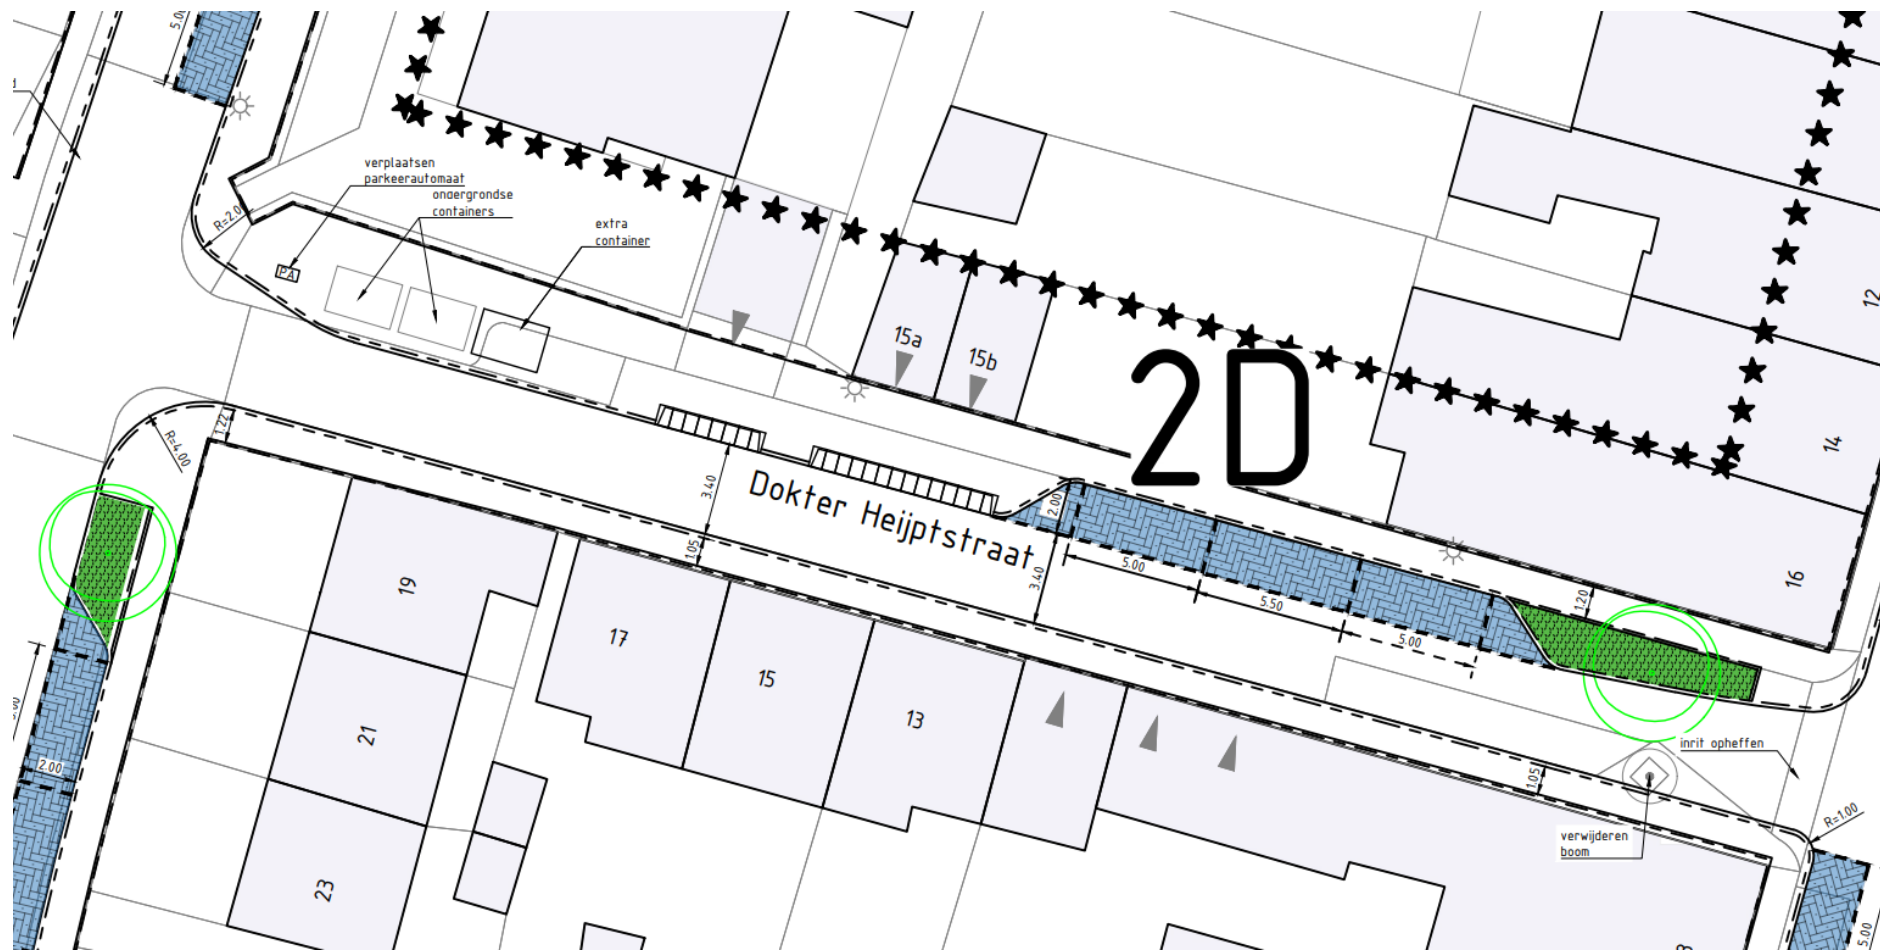 5.00
verplaatsen
parkeerautomaat
ondergrondse
containers
extra
container
R=2.0
PA
15a
15b
2D
12
14
16
1.22
R=4.00
3.40
Dokter Heijptstraat
2.00
1.05
3.40
5.00
5.50
5.00
1.20
19
17
15
13
21
23
2.00
inrit opheffen
1.05
R=1.00
verwijderen
boom
5.00